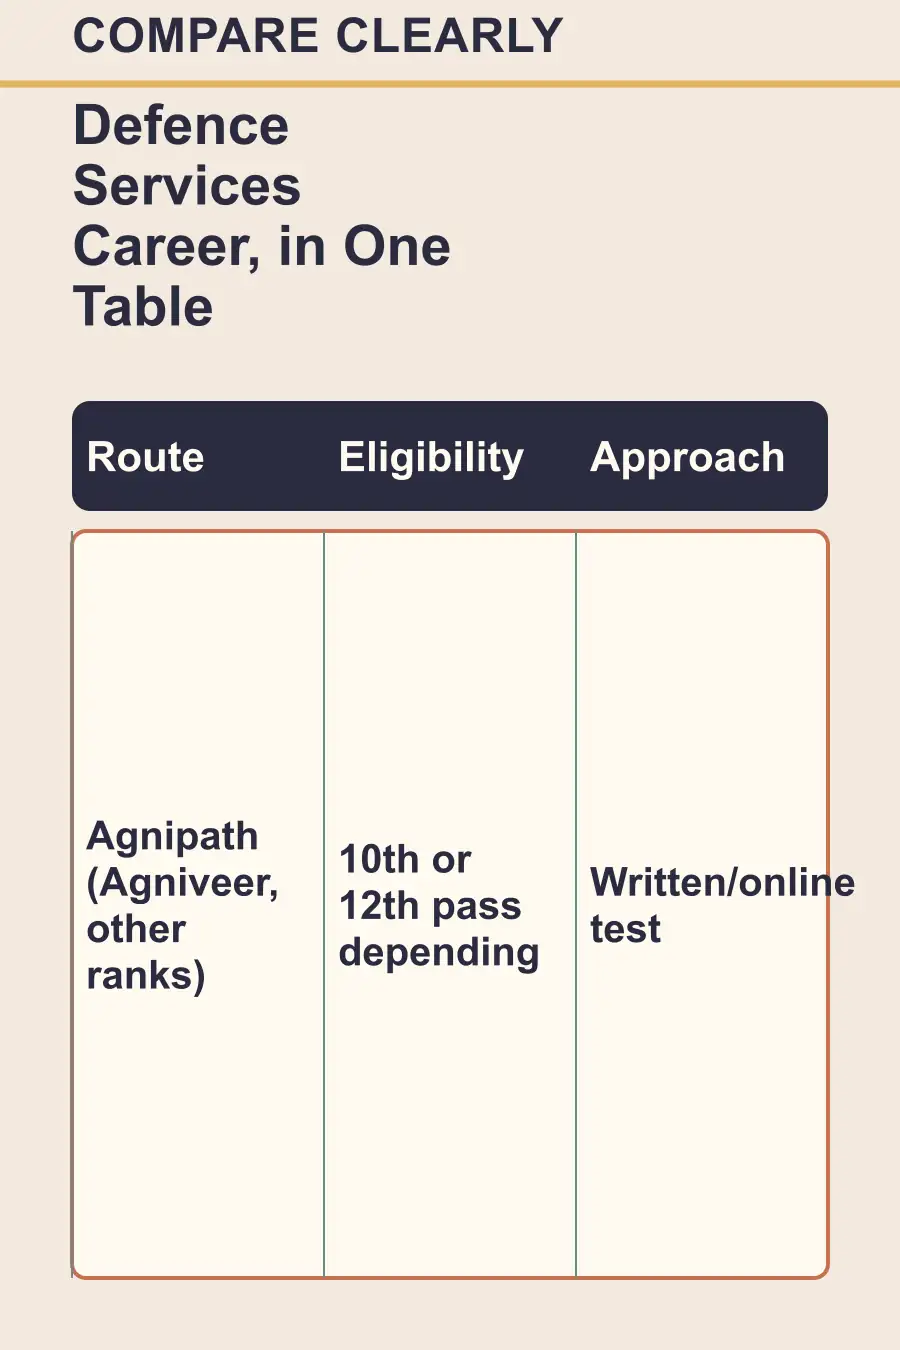 COMPARE CLEARLY
Defence
Services
Career, in One
Table
Route Eligibility Approach
Agnipath
(Agniveer,
other
ranks)
10th or
12th pass
depending
Written/online
test